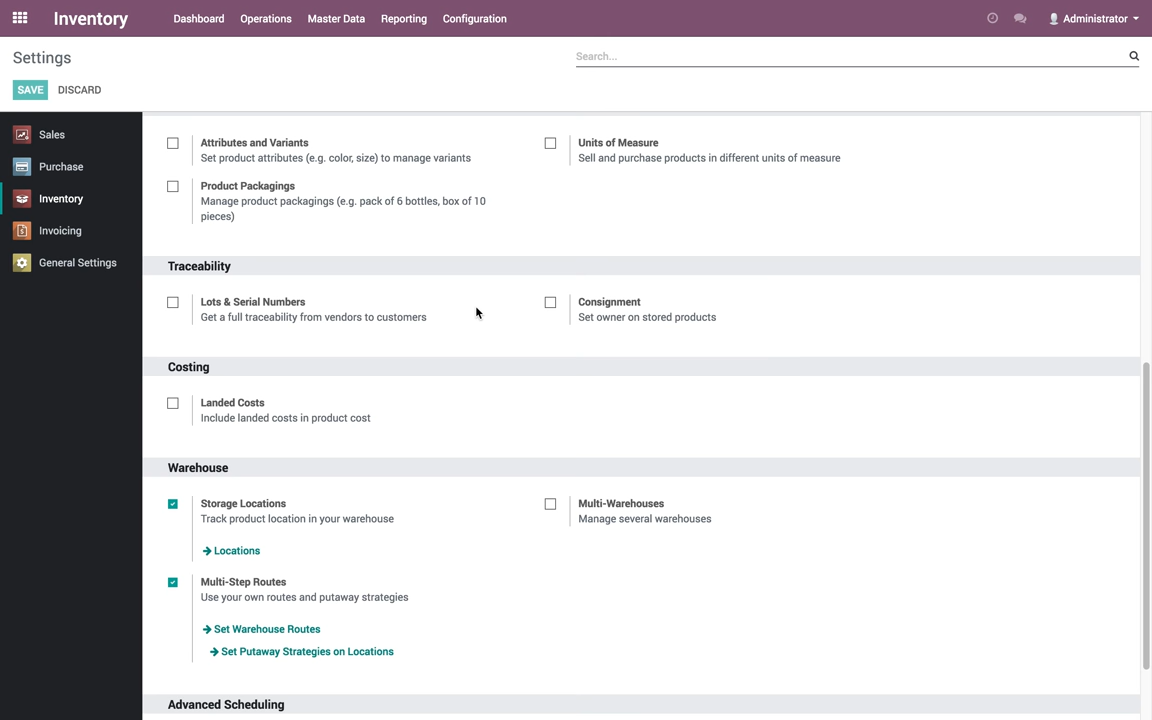 Inventory
Dashboard Operations Master Data Reporting Configuration
Administrator
Settings
Search...
SAVE DISCARD
Sales
Purchase
Inventory
Invoicing
General Settings
Attributes and Variants
Set product attributes (e.g. color, size) to manage variants
Units of Measure
Sell and purchase products in different units of measure
Product Packagings
Manage product packagings (e.g. pack of 6 bottles, box of 10
pieces)
Traceability
Lots & Serial Numbers
Get a full traceability from vendors to customers
Consignment
Set owner on stored products
Costing
Landed Costs
Include landed costs in product cost
Warehouse
Storage Locations
Track product location in your warehouse
Locations
Multi-Warehouses
Manage several warehouses
Multi-Step Routes
Use your own routes and putaway strategies
Set Warehouse Routes
Set Putaway Strategies on Locations
Advanced Scheduling